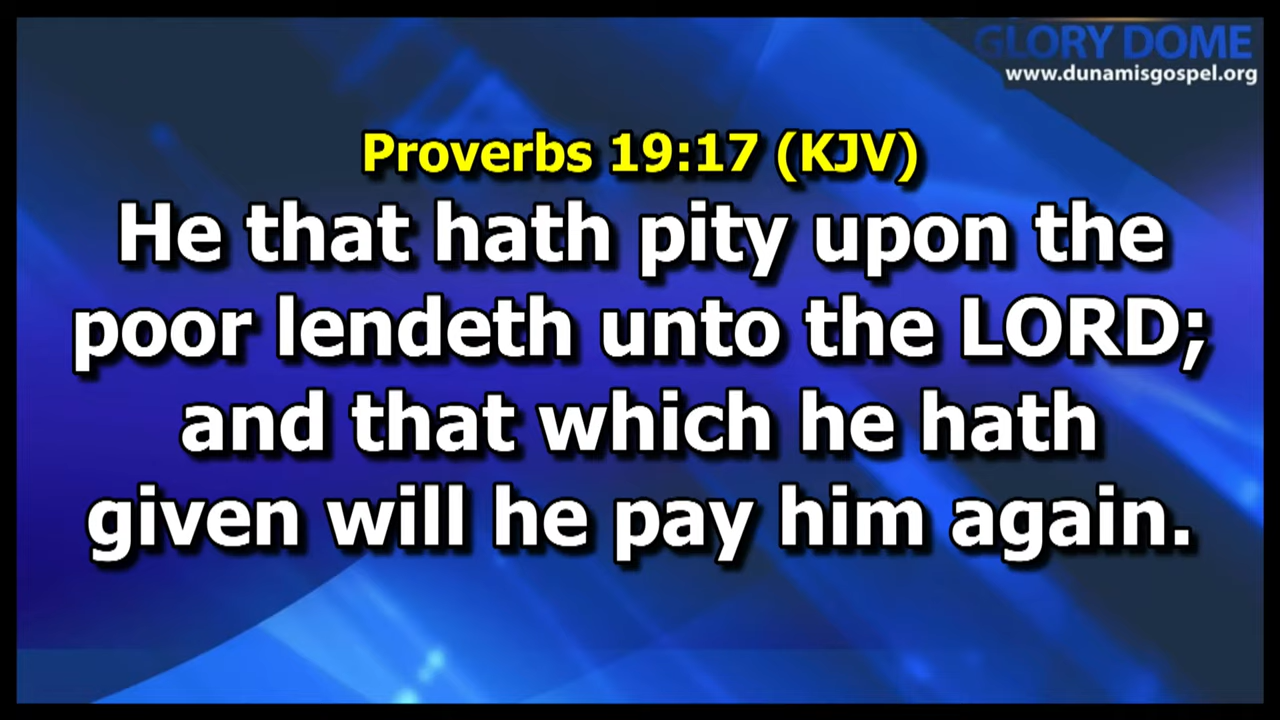 GLORY DOME
www.dunamisgospel.org
Proverbs 19:17 (KJV)
He that hath pity upon the
poor lendeth unto the LORD;
and that which he hath
given will he pay him again.